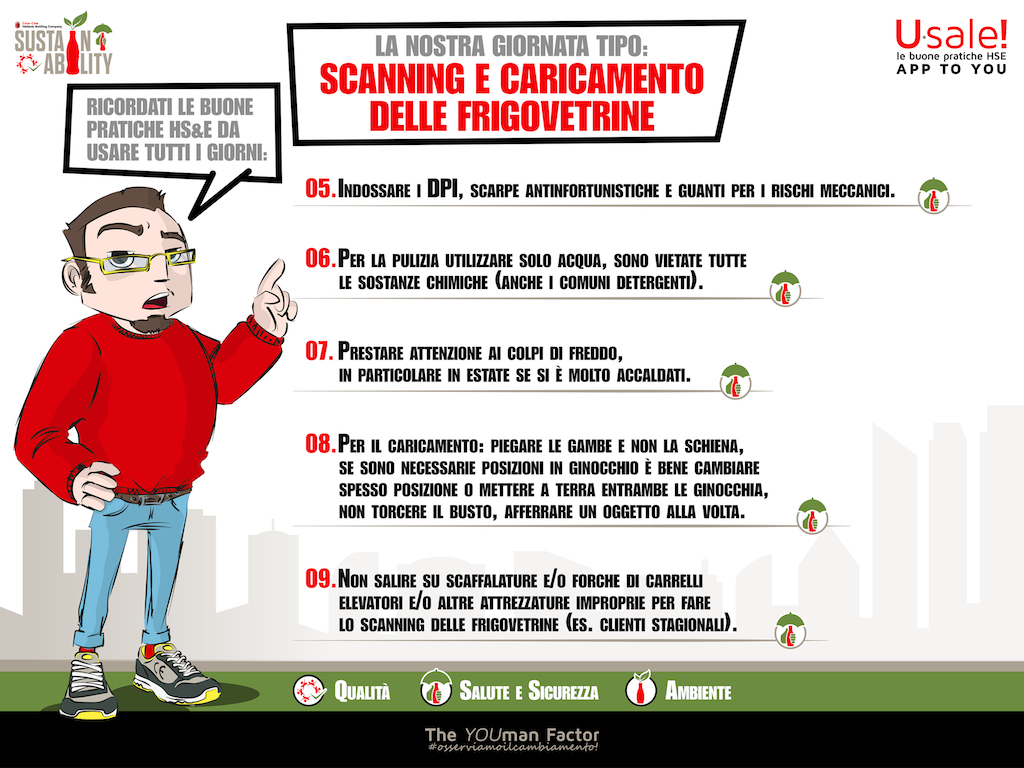 Coca-Cola
Hellenic Bottling Company
SUSTAIN
ABILITY
U·sale!
le buone pratiche HSE
APP TO YOU
LA NOSTRA GIORNATA TIPO:
SCANNING E CARICAMENTO
DELLE FRIGOVETRINE
RICORDATI LE BUONE
PRATICHE HS&E DA
USARE TUTTI I GIORNI:
05. Indossare i DPI, scarpe antinfortunistiche e guanti per i rischi meccanici.
06. Per la pulizia utilizzare solo acqua, sono vietate tutte
le sostanze chimiche (anche i comuni detergenti).
07. Prestare attenzione ai colpi di freddo,
in particolare in estate se si è molto accaldati.
08. Per il caricamento: piegare le gambe e non la schiena,
se sono necessarie posizioni in ginocchio è bene cambiare
spesso posizione o mettere a terra entrambe le ginocchia,
non torcere il busto, afferrare un oggetto alla volta.
09. Non salire su scaffalature e/o forche di carrelli
elevatori e/o altre attrezzature improprie per fare
lo scanning delle frigovetrine (es. clienti stagionali).
Qualità
Salute e Sicurezza
Ambiente
The YOUman Factor
#osserviamoilcambiamento!